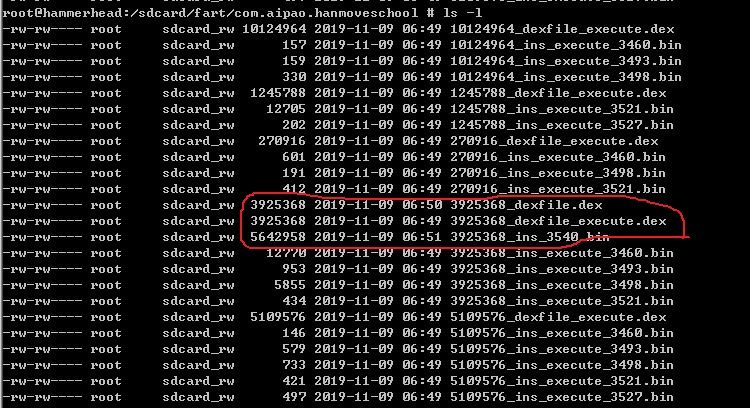 root@hammerhead:/sdcard/fart/com.aipao.hanmoveschool # ls -l
-rw-rw---- root     sdcard_rw 10124964 2019-11-09 06:49 10124964_dexfile_execute.dex
-rw-rw---- root     sdcard_rw      157 2019-11-09 06:49 10124964_ins_execute_3460.bin
-rw-rw---- root     sdcard_rw      159 2019-11-09 06:49 10124964_ins_execute_3493.bin
-rw-rw---- root     sdcard_rw      330 2019-11-09 06:49 10124964_ins_execute_3498.bin
-rw-rw---- root     sdcard_rw  1245788 2019-11-09 06:49 1245788_dexfile_execute.dex
-rw-rw---- root     sdcard_rw    12705 2019-11-09 06:49 1245788_ins_execute_3521.bin
-rw-rw---- root     sdcard_rw      202 2019-11-09 06:49 1245788_ins_execute_3527.bin
-rw-rw---- root     sdcard_rw   270916 2019-11-09 06:49 270916_dexfile_execute.dex
-rw-rw---- root     sdcard_rw      601 2019-11-09 06:49 270916_ins_execute_3460.bin
-rw-rw---- root     sdcard_rw      191 2019-11-09 06:49 270916_ins_execute_3498.bin
-rw-rw---- root     sdcard_rw      412 2019-11-09 06:49 270916_ins_execute_3521.bin
-rw-rw---- root     sdcard_rw  3925368 2019-11-09 06:50 3925368_dexfile.dex
-rw-rw---- root     sdcard_rw  3925368 2019-11-09 06:49 3925368_dexfile_execute.dex
-rw-rw---- root     sdcard_rw  5642958 2019-11-09 06:51 3925368_ins_3540.bin
-rw-rw---- root     sdcard_rw    12770 2019-11-09 06:49 3925368_ins_execute_3460.bin
-rw-rw---- root     sdcard_rw      953 2019-11-09 06:49 3925368_ins_execute_3493.bin
-rw-rw---- root     sdcard_rw     5855 2019-11-09 06:49 3925368_ins_execute_3498.bin
-rw-rw---- root     sdcard_rw      434 2019-11-09 06:49 3925368_ins_execute_3521.bin
-rw-rw---- root     sdcard_rw  5109576 2019-11-09 06:49 5109576_dexfile_execute.dex
-rw-rw---- root     sdcard_rw      146 2019-11-09 06:49 5109576_ins_execute_3460.bin
-rw-rw---- root     sdcard_rw      579 2019-11-09 06:49 5109576_ins_execute_3493.bin
-rw-rw---- root     sdcard_rw      733 2019-11-09 06:49 5109576_ins_execute_3498.bin
-rw-rw---- root     sdcard_rw      421 2019-11-09 06:49 5109576_ins_execute_3521.bin
-rw-rw---- root     sdcard_rw      497 2019-11-09 06:49 5109576_ins_execute_3527.bin